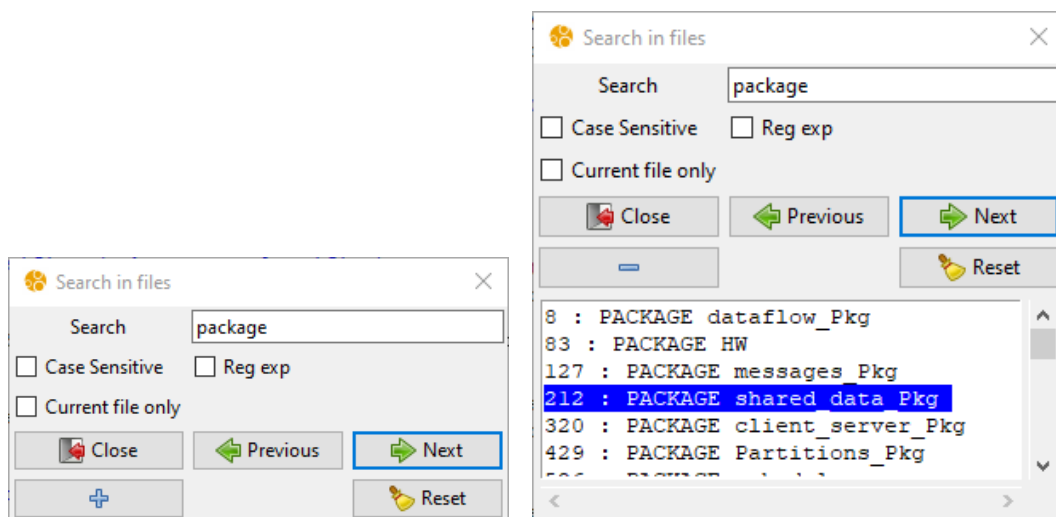 Search in files
Search package
Case Sensitive Reg exp
Current file only
Close Previous Next
Reset
Search in files
Search package
Case Sensitive Reg exp
Current file only
Close Previous Next
Reset
8 : PACKAGE dataflow_Pkg
83 : PACKAGE HW
127 : PACKAGE messages_Pkg
212 : PACKAGE shared_data_Pkg
320 : PACKAGE client_server_Pkg
429 : PACKAGE Partitions_Pkg